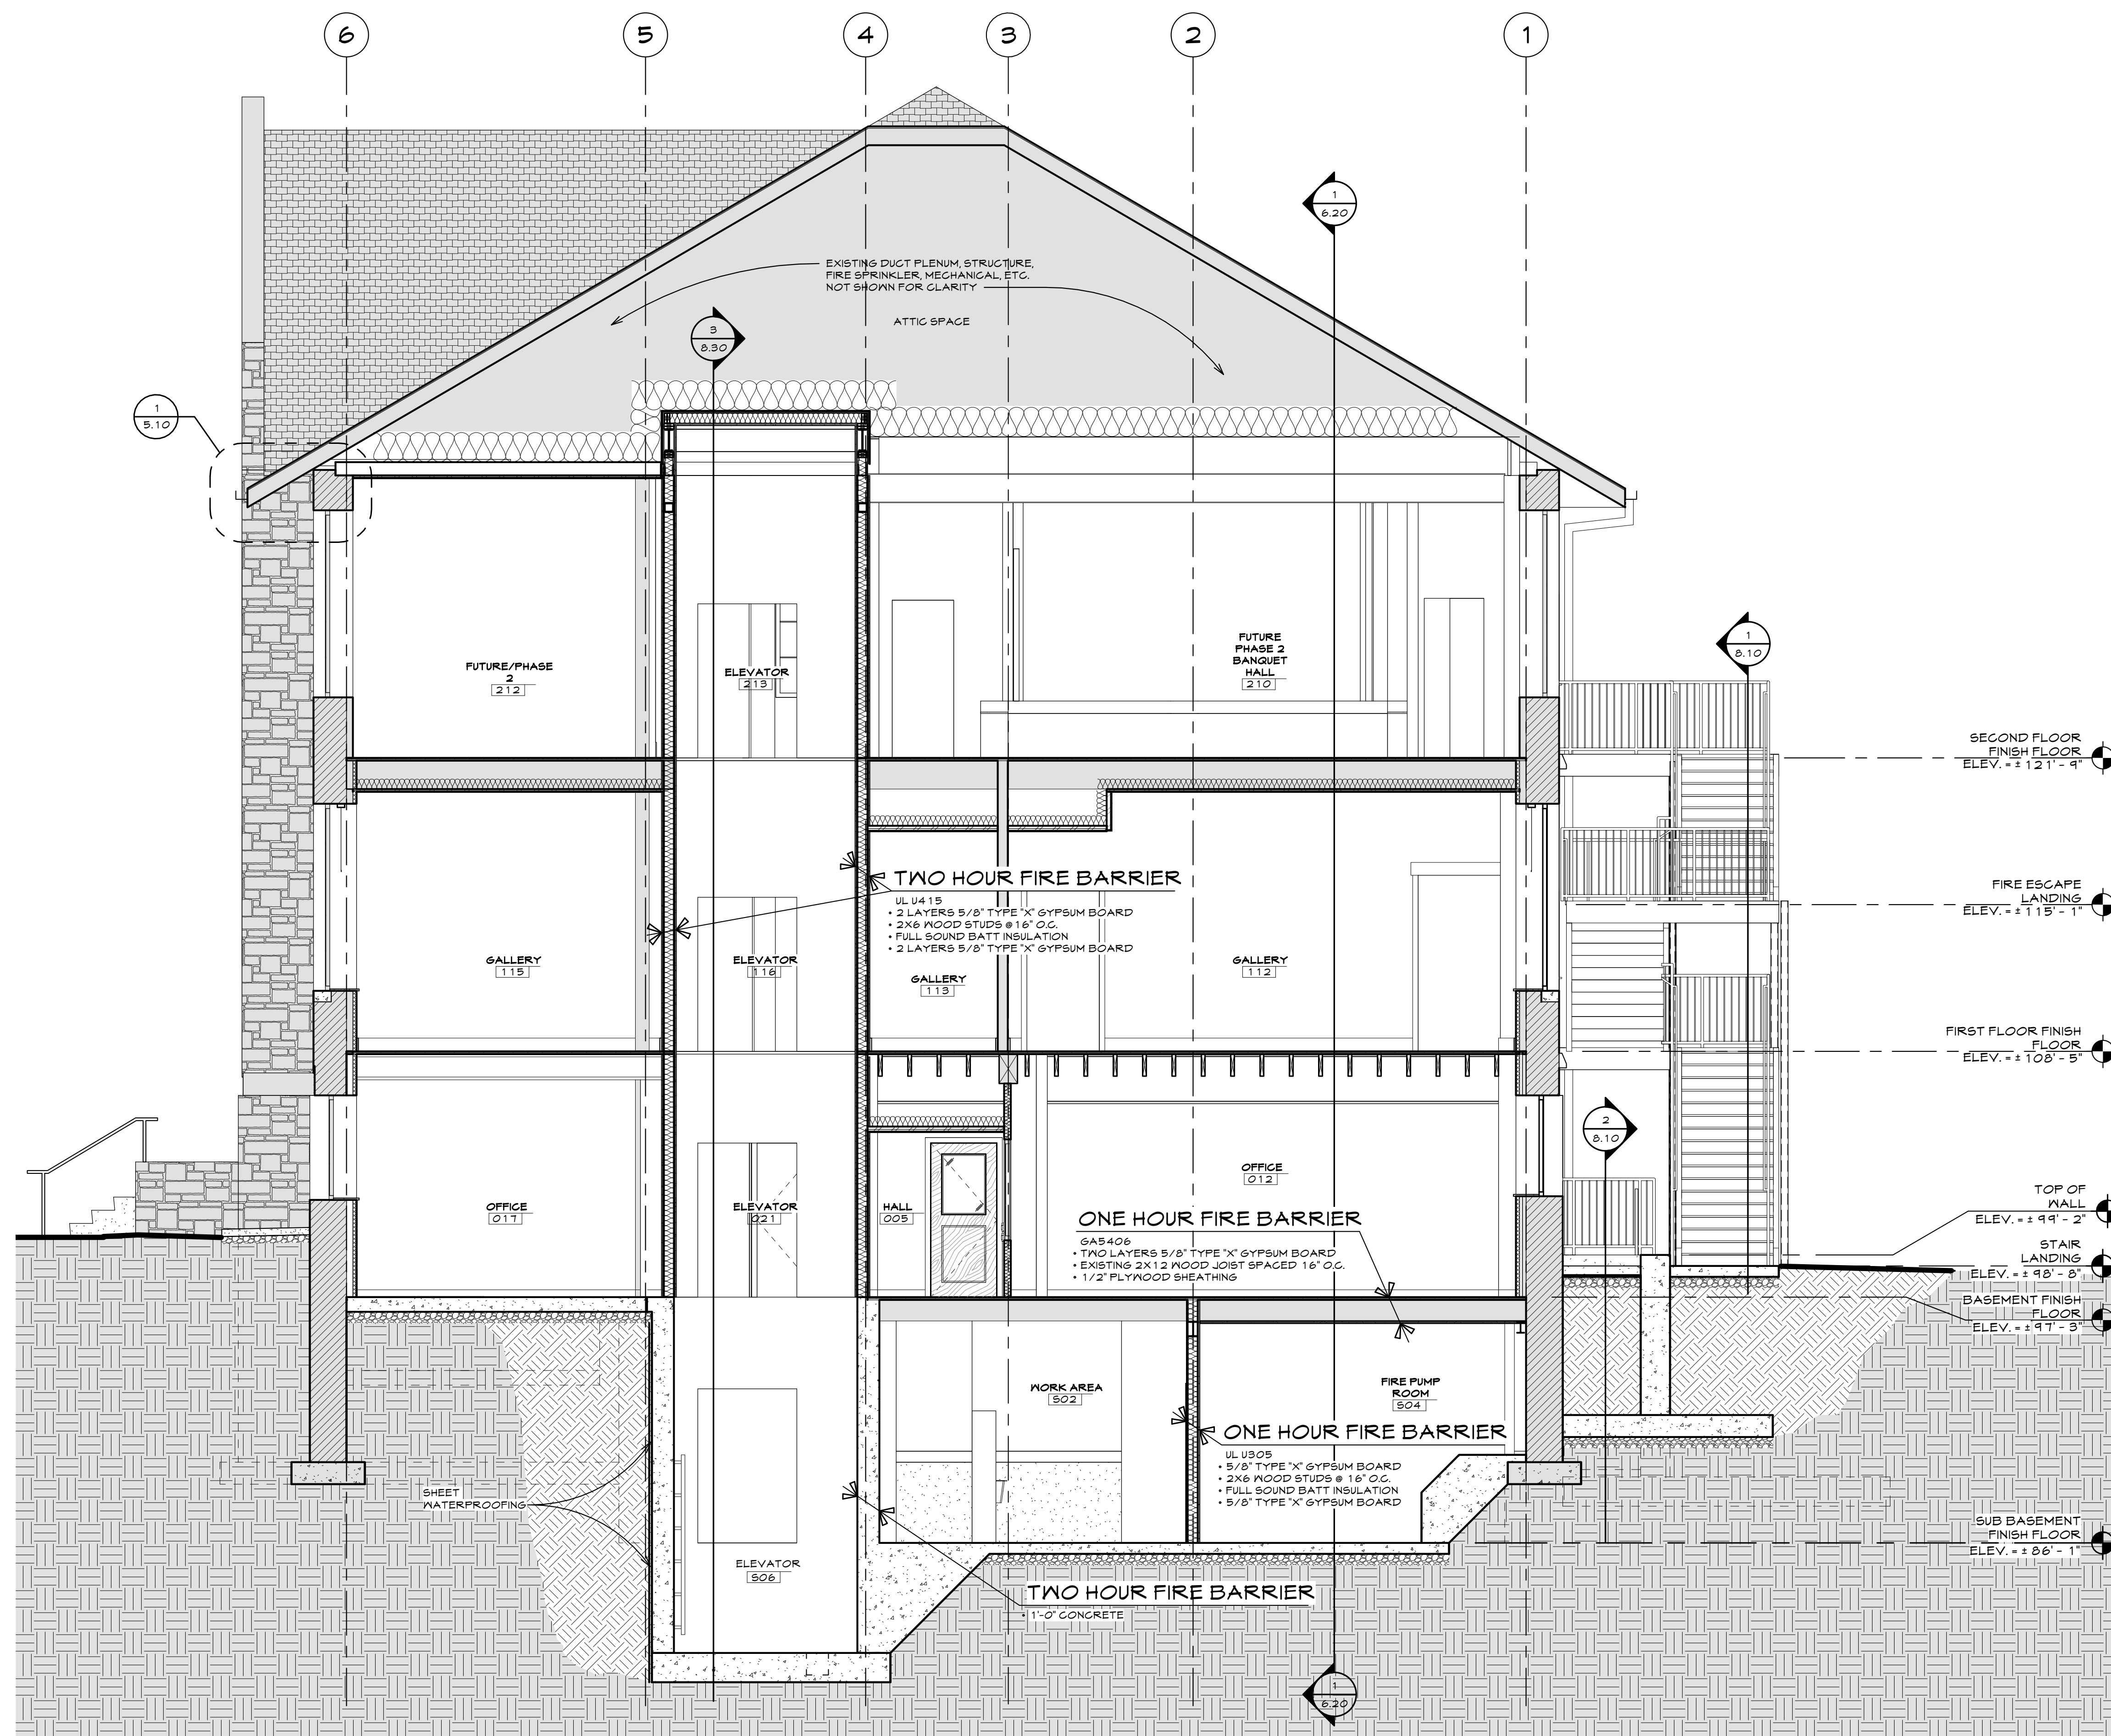 6
5
4
3
2
1
1
6.20
EXISTING DUCT PLENUM, STRUCTURE,
FIRE SPRINKLER, MECHANICAL, ETC.
NOT SHOWN FOR CLARITY
ATTIC SPACE
3
8.30
1
5.10
FUTURE/PHASE
2
212
ELEVATOR
213
FUTURE
PHASE 2
BANQUET
HALL
210
1
8.10
SECOND FLOOR
FINISH FLOOR
ELEV. = ± 121' - 9"
TWO HOUR FIRE BARRIER
UL U415
• 2 LAYERS 5/8" TYPE "X" GYPSUM BOARD
• 2X6 WOOD STUDS @ 16" O.C.
• FULL SOUND BATT INSULATION
• 2 LAYERS 5/8" TYPE "X" GYPSUM BOARD
FIRE ESCAPE
LANDING
ELEV. = ± 115' - 1"
GALLERY
115
ELEVATOR
116
GALLERY
113
GALLERY
112
FIRST FLOOR FINISH
FLOOR
ELEV. = ± 108' - 5"
2
8.10
OFFICE
017
ELEVATOR
021
HALL
005
OFFICE
012
ONE HOUR FIRE BARRIER
GA5406
• TWO LAYERS 5/8" TYPE "X" GYPSUM BOARD
• EXISTING 2X12 WOOD JOIST SPACED 16" O.C.
• 1/2" PLYWOOD SHEATHING
TOP OF
WALL
ELEV. = ± 99' - 2"
STAIR
LANDING
ELEV. = ± 98' - 8"
BASEMENT FINISH
FLOOR
ELEV. = ± 97' - 3"
WORK AREA
S02
FIRE PUMP
ROOM
S04
ONE HOUR FIRE BARRIER
UL U305
• 5/8" TYPE "X" GYPSUM BOARD
• 2X6 WOOD STUDS @ 16" O.C.
• FULL SOUND BATT INSULATION
• 5/8" TYPE "X" GYPSUM BOARD
SHEET
WATERPROOFING
SUB BASEMENT
FINISH FLOOR
ELEV. = ± 86' - 1"
ELEVATOR
S06
TWO HOUR FIRE BARRIER
• 1'-0" CONCRETE
1
6.20